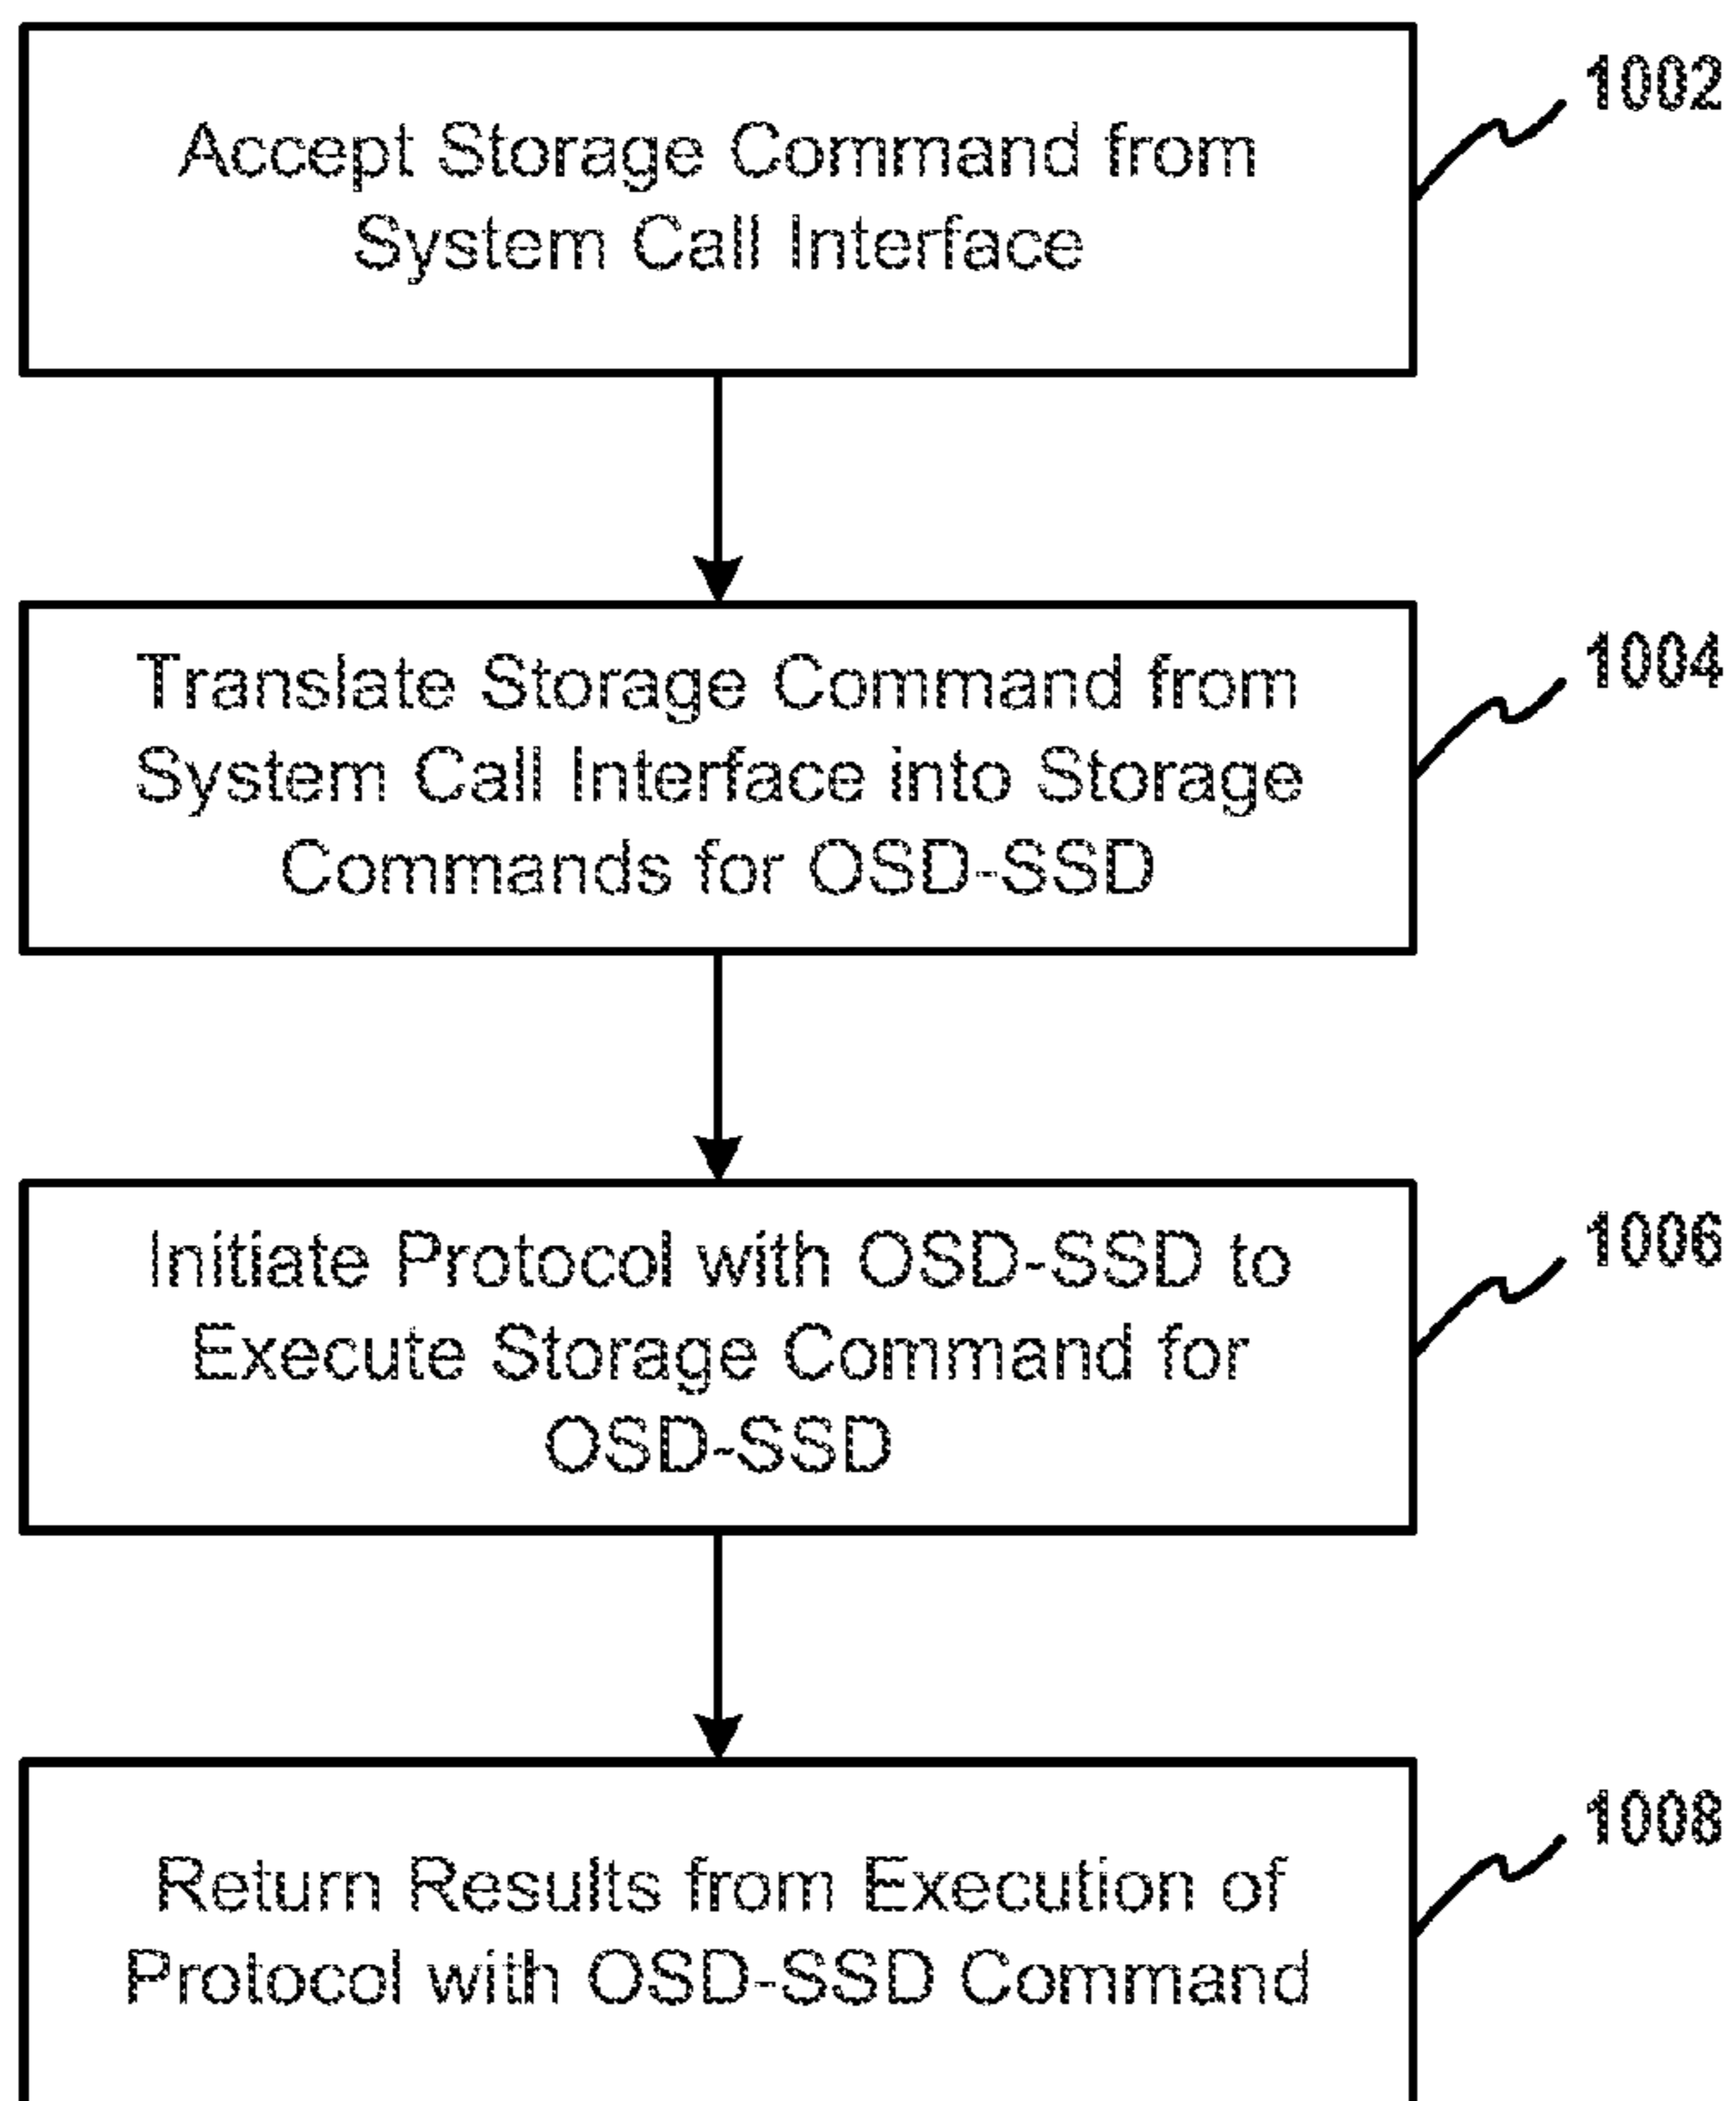 Accept Storage Command from
System Call Interface
1002
Translate Storage Command from
System Call Interface into Storage
Commands for OSD-SSD
1004
Initiate Protocol with OSD-SSD to
Execute Storage Command for
OSD-SSD
1006
Return Results from Execution of
Protocol with OSD-SSD Command
1008